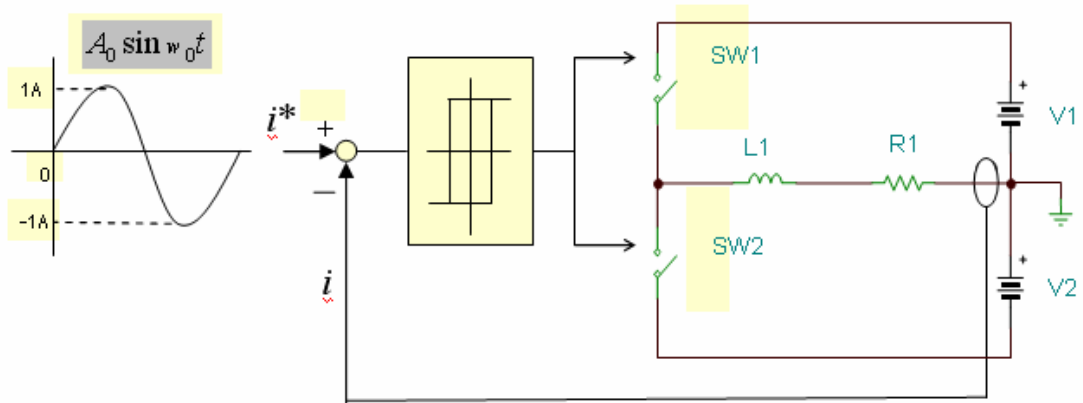 A₀ sin w₀t
1A
0
-1A
i*
+
−
i
SW1
SW2
L1
R1
+
V1
+
V2